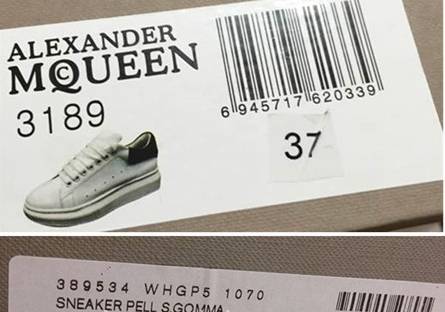 ALEXANDER
McQUEEN
3189
6 945717 620339
37
389534 WHGP5 1070
SNEAKER PELL S.GOMMA